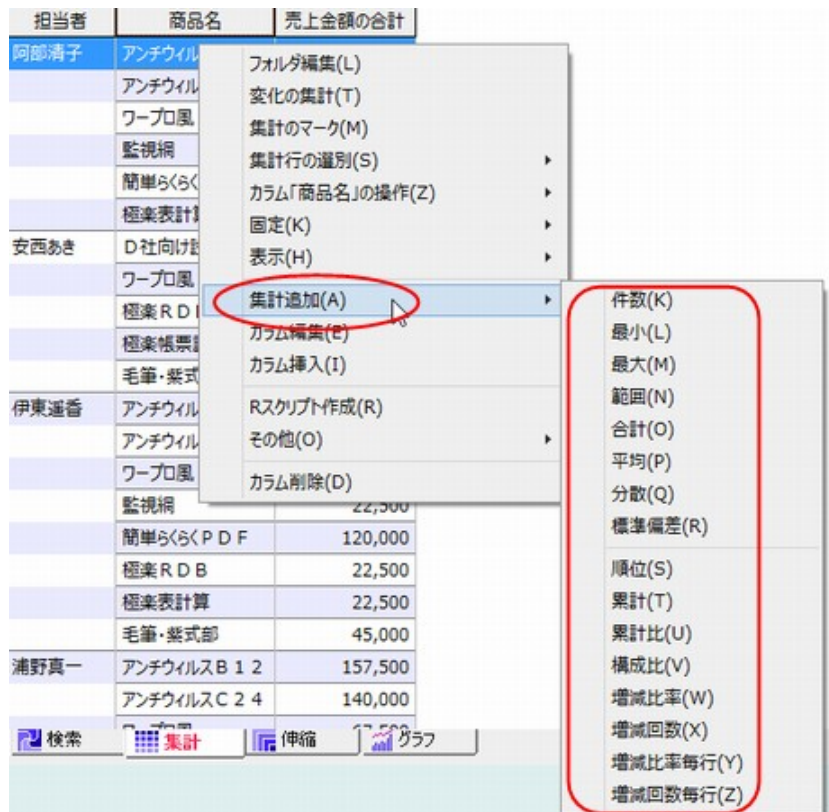 担当者 商品名 売上金額の合計
阿部清子 アンチウィル
アンチウィル
ワープロ風
監視網
簡単らくらく
極楽表計算
安西あき D社向け
ワープロ風
極楽RD
極楽帳票
毛筆・紫式
伊東遥香 アンチウィル
アンチウィル
ワープロ風
監視網 22,500
簡単らくらくPDF 120,000
極楽RDB 22,500
極楽表計算 22,500
毛筆・紫式部 45,000
浦野真一 アンチウィルスB12 157,500
アンチウィルスC24 140,000
フォルダ編集(L)
変化の集計(T)
集計のマーク(M)
集計行の選別(S)
カラム「商品名」の操作(Z)
固定(K)
表示(H)
集計追加(A)
カラム編集(E)
カラム挿入(I)
Rスクリプト作成(R)
その他(O)
カラム削除(D)
件数(K)
最小(L)
最大(M)
範囲(N)
合計(O)
平均(P)
分散(Q)
標準偏差(R)
順位(S)
累計(T)
累計比(U)
構成比(V)
増減比率(W)
増減回数(X)
増減比率毎行(Y)
増減回数毎行(Z)
検索 集計 伸縮 グラフ